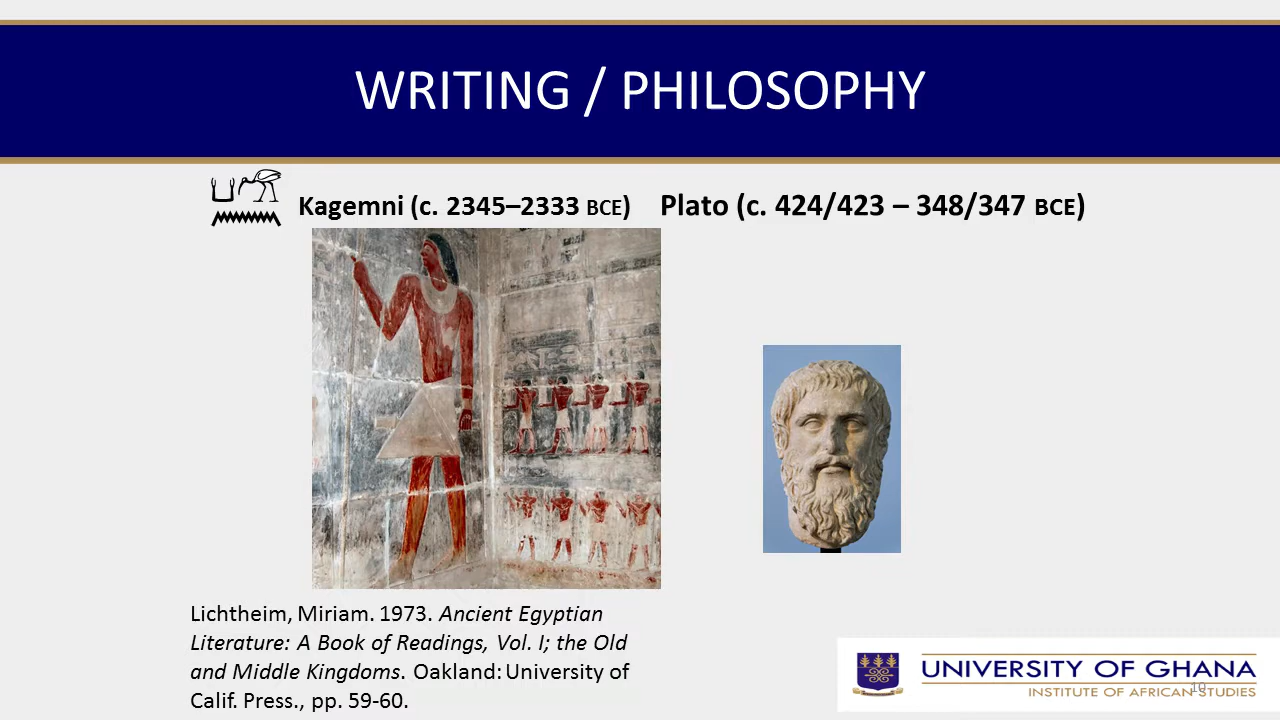 WRITING / PHILOSOPHY
Kagemni (c. 2345–2333 BCE)
Plato (c. 424/423 – 348/347 BCE)
Lichtheim, Miriam. 1973. Ancient Egyptian
Literature: A Book of Readings, Vol. I; the Old
and Middle Kingdoms. Oakland: University of
Calif. Press., pp. 59-60.
UNIVERSITY OF GHANA
INSTITUTE OF AFRICAN STUDIES
10